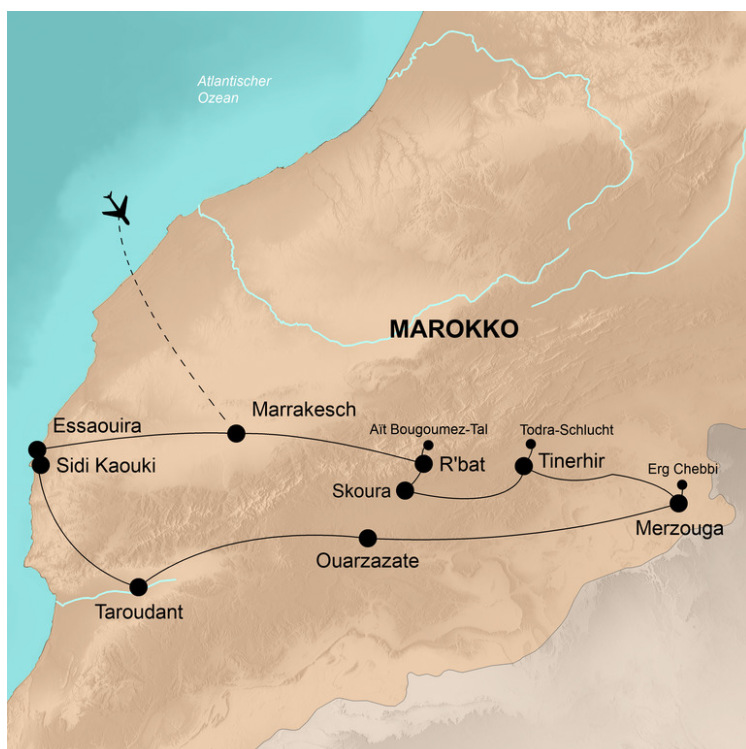 Atlantischer
Ozean
MAROKKO
Marrakesch
Essaouira
Aït Bougoumez-Tal
Todra-Schlucht
Sidi Kaouki
R'bat
Tinerhir
Erg Chebbi
Skoura
Merzouga
Ouarzazate
Taroudant